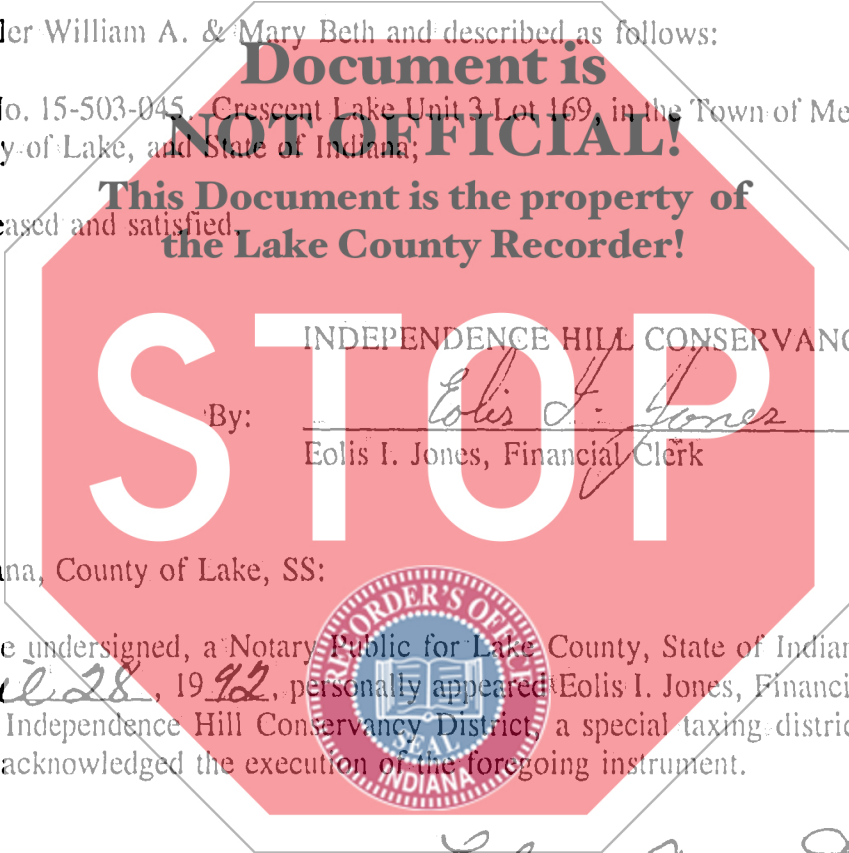 ler William A. & Mary Beth and described as follows:
Document is
No. 15-503-045, Crescent Lake Unit 3 Lot 169, in the Town of Me
NOT OFFICIAL!
y of Lake, and State of Indiana;
This Document is the property of
eased and satisfied.
the Lake County Recorder!
STOP
INDEPENDENCE HILL CONSERVANC
By: Eolis I. Jones
Eolis I. Jones, Financial Clerk
na, County of Lake, SS:
RECORDER'S OFFICE
e undersigned, a Notary Public for Lake County, State of Indian
il 28, 1992, personally appeared Eolis I. Jones, Financi
Independence Hill Conservancy District, a special taxing distric
SEAL
acknowledged the execution of the foregoing instrument.
INDIANA